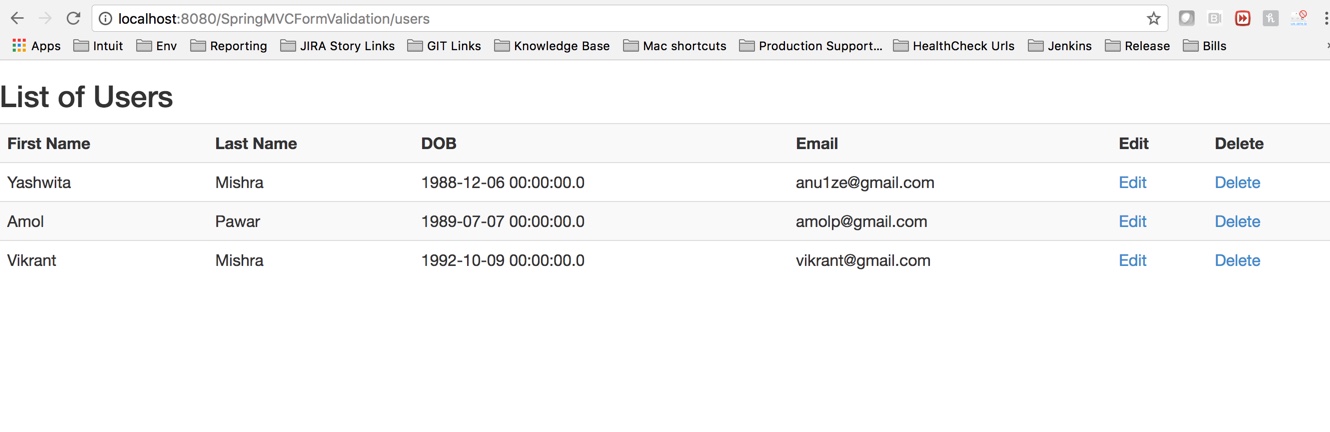 localhost:8080/SpringMVCFormValidation/users
Apps Intuit Env Reporting JIRA Story Links GIT Links Knowledge Base Mac shortcuts Production Support... HealthCheck Urls Jenkins Release Bills
List of Users
First Name Last Name DOB Email Edit Delete
Yashwita Mishra 1988-12-06 00:00:00.0 anu1ze@gmail.com Edit Delete
Amol Pawar 1989-07-07 00:00:00.0 amolp@gmail.com Edit Delete
Vikrant Mishra 1992-10-09 00:00:00.0 vikrant@gmail.com Edit Delete